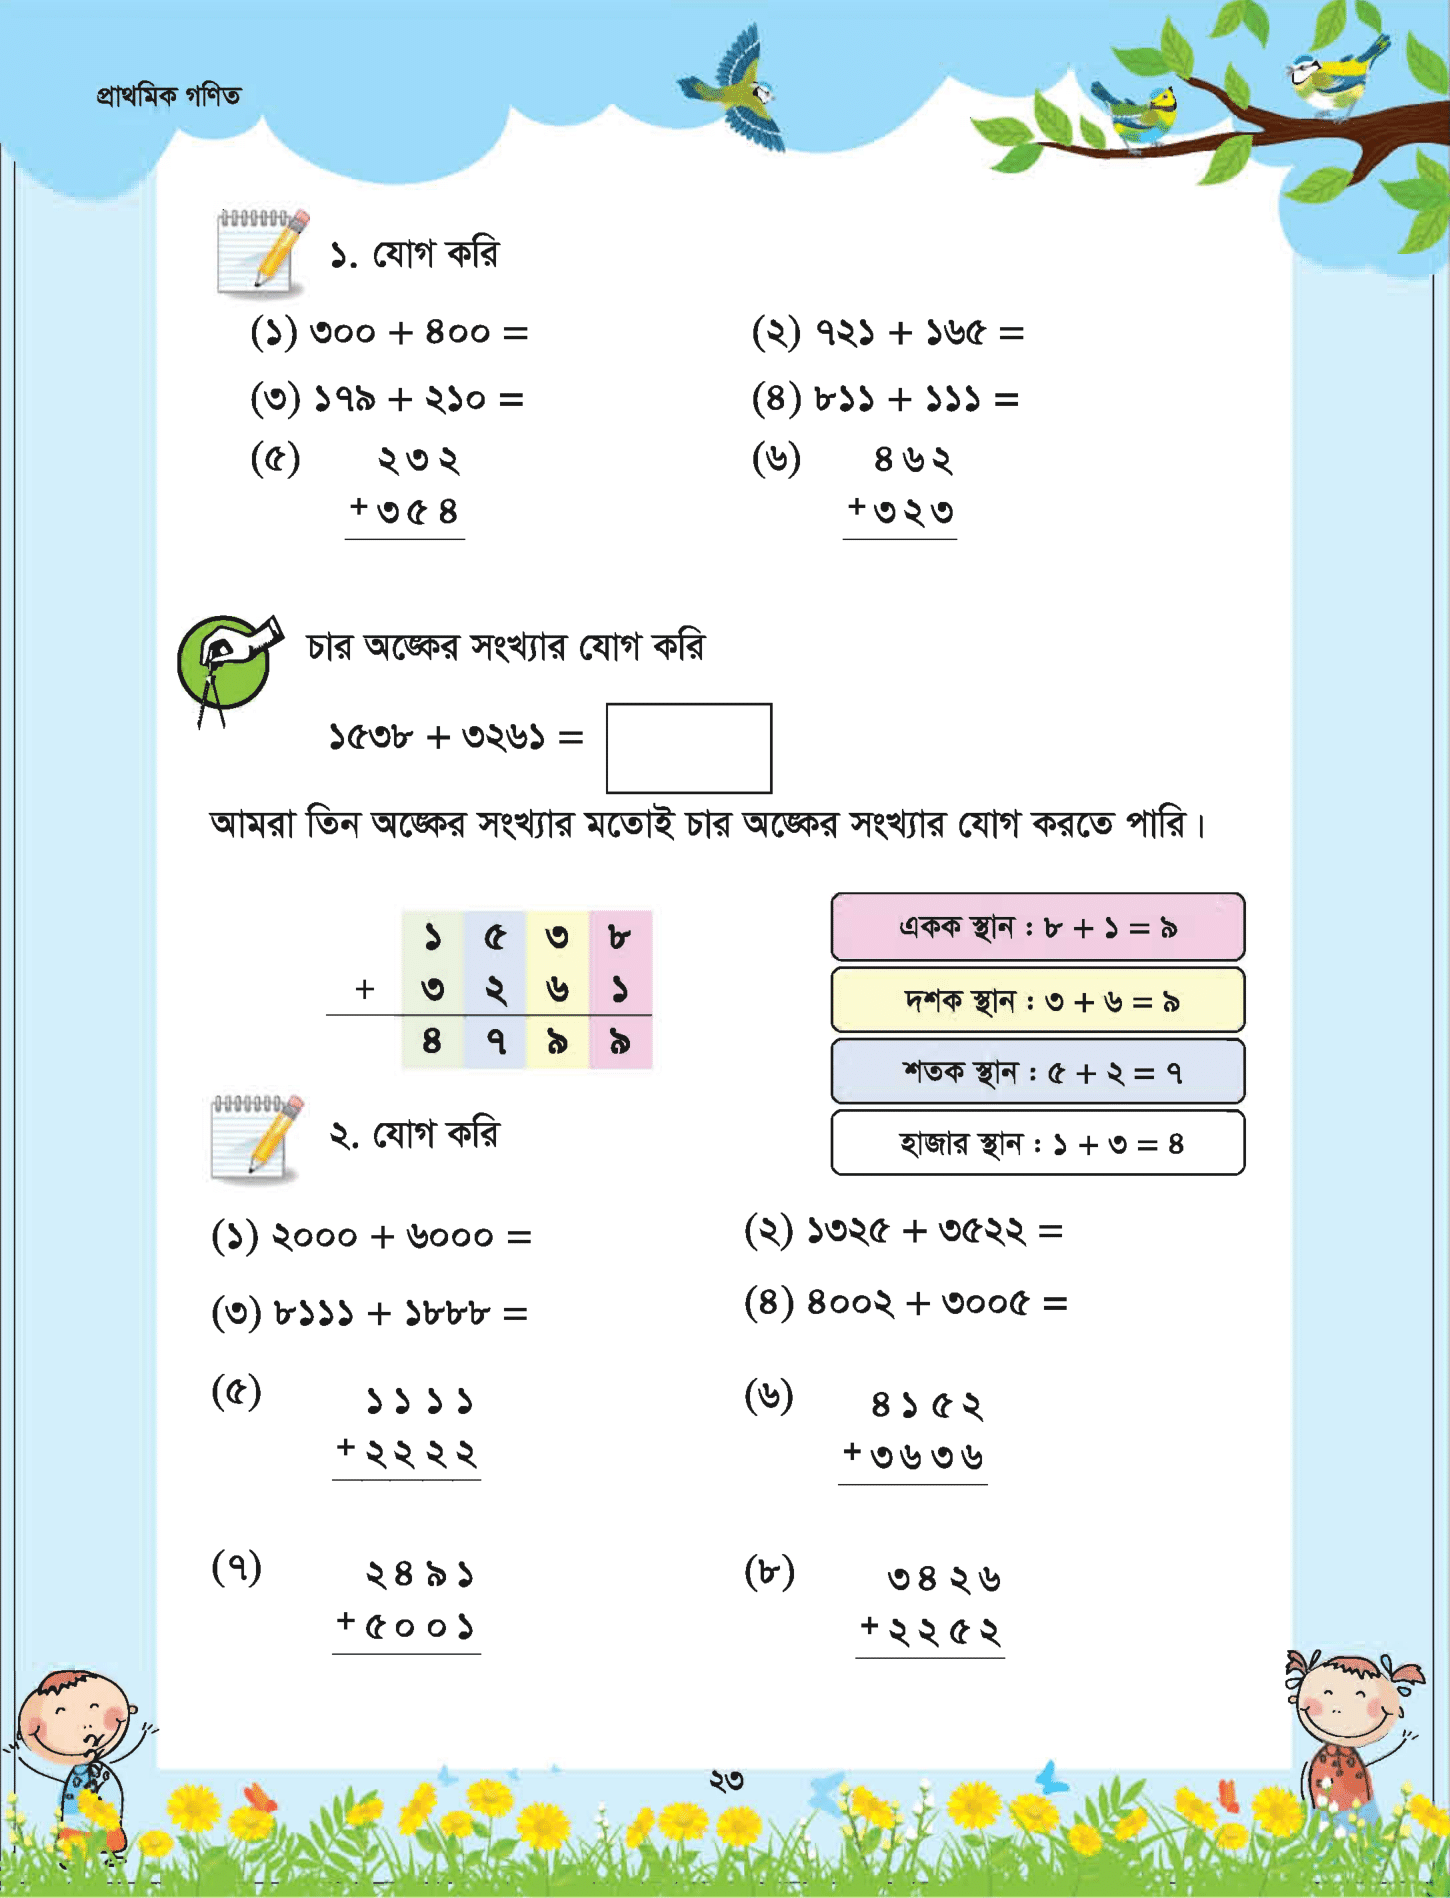 প্রাথমিক গণিত
১. যোগ করি
(১) ৩০০ + ৪০০ =
(২) ৭২১ + ১৬৫ =
(৩) ১৭৯ + ২১০ =
(৪) ৮১১ + ১১১ =
(৫) ২৩২
+ ৩৫৪
(৬) ৪৬২
+ ৩২৩
চার অঙ্কের সংখ্যার যোগ করি
১৫৩৮ + ৩২৬১ =
আমরা তিন অঙ্কের সংখ্যার মতোই চার অঙ্কের সংখ্যার যোগ করতে পারি।
১ ৫ ৩ ৮
+ ৩ ২ ৬ ১
৪ ৭ ৯ ৯
একক স্থান : ৮ + ১ = ৯
দশক স্থান : ৩ + ৬ = ৯
শতক স্থান : ৫ + ২ = ৭
হাজার স্থান : ১ + ৩ = ৪
২. যোগ করি
(১) ২০০০ + ৬০০০ =
(২) ১৩২৫ + ৩৫২২ =
(৩) ৮১১১ + ১৮৮৮ =
(৪) ৪০০২ + ৩০০৫ =
(৫) ১১১১
+ ২২২২
(৬) ৪১৫২
+ ৩৬৩৬
(৭) ২৪৯১
+ ৫০০১
(৮) ৩৪২৬
+ ২২৫২
২৩